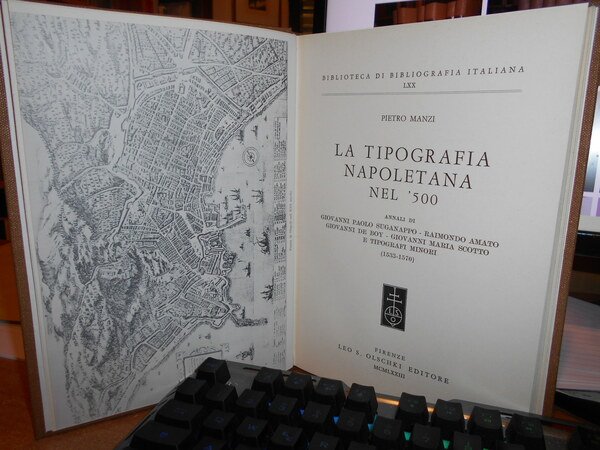 BIBLIOTECA DI BIBLIOGRAFIA ITALIANA
LXX
PIETRO MANZI
LA TIPOGRAFIA
NAPOLETANA
NEL '500
ANNALI DI
GIOVANNI PAOLO SUGANAPPO - RAIMONDO AMATO
GIOVANNI DE BOY - GIOVANNI MARIA SCOTTO
E TIPOGRAFI MINORI
(1533-1570)
FIRENZE
LEO S. OLSCHKI EDITORE
MCMLXXIII